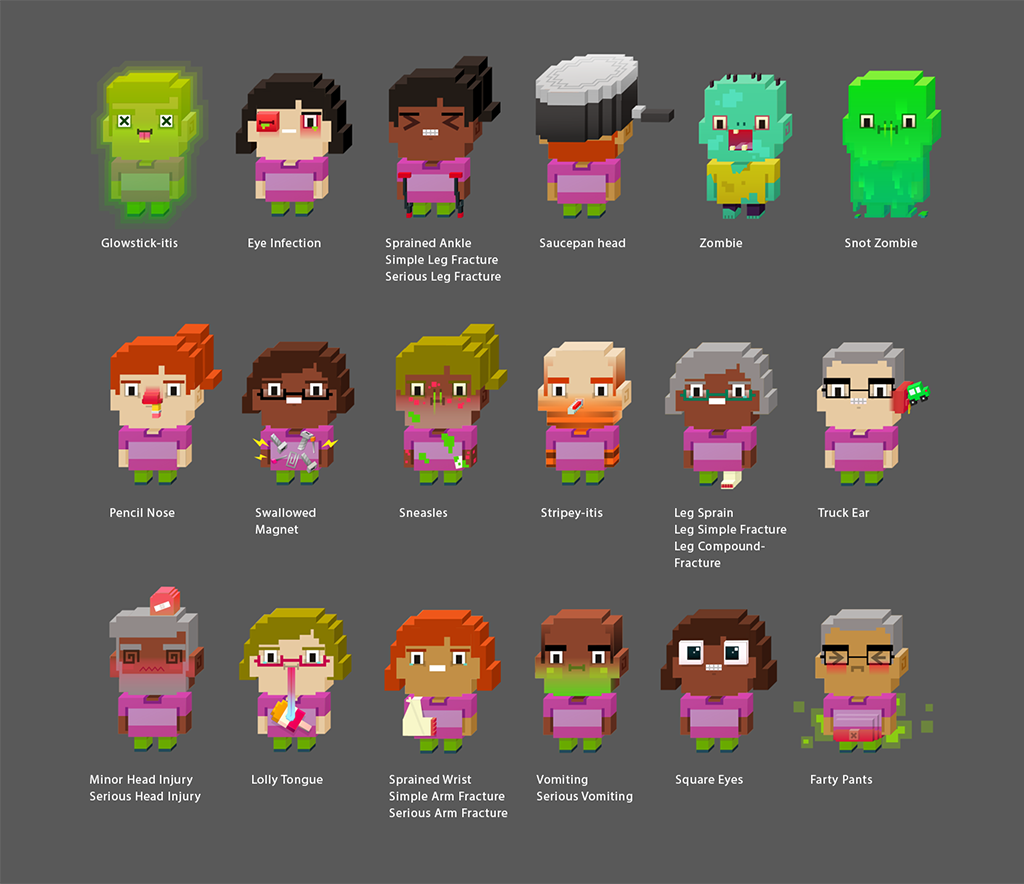 Glowstick-itis
Eye Infection
Sprained Ankle
Simple Leg Fracture
Serious Leg Fracture
Saucepan head
Zombie
Snot Zombie
Pencil Nose
Swallowed
Magnet
Sneasles
Stripey-itis
Leg Sprain
Leg Simple Fracture
Leg Compound-
Fracture
Truck Ear
Minor Head Injury
Serious Head Injury
Lolly Tongue
Sprained Wrist
Simple Arm Fracture
Serious Arm Fracture
Vomiting
Serious Vomiting
Square Eyes
Farty Pants